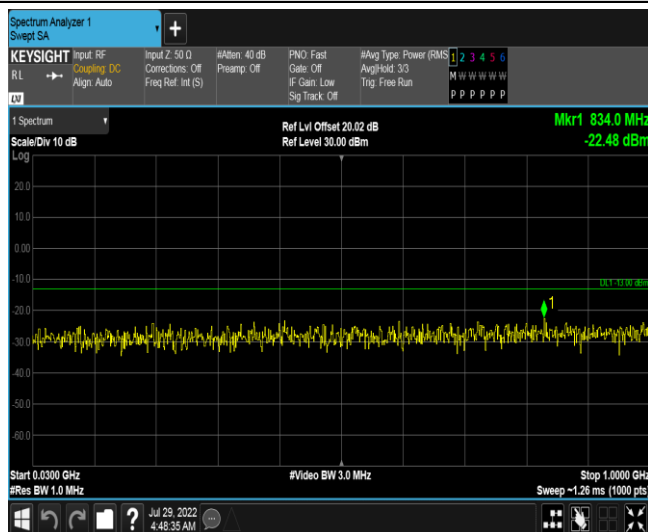 Spectrum Analyzer 1
Swept SA
+
KEYSIGHT
RL
LXI
Input: RF
Coupling: DC
Align: Auto
Input Z: 50 Ω
Corrections: Off
Freq Ref: Int (S)
#Atten: 40 dB
Preamp: Off
PNO: Fast
Gate: Off
IF Gain: Low
Sig Track: Off
#Avg Type: Power (RMS
Avg|Hold: 3/3
Trig: Free Run
1 2 3 4 5 6
M W W W W W
P P P P P P
1 Spectrum
Scale/Div 10 dB
Ref Lvl Offset 20.02 dB
Ref Level 30.00 dBm
Mkr1 834.0 MHz
-22.48 dBm
Log
20.0
10.0
0.00
-10.0
DL1 -13.00 dBm
1
-20.0
-30.0
-40.0
-50.0
-60.0
Start 0.0300 GHz
#Res BW 1.0 MHz
#Video BW 3.0 MHz
Stop 1.0000 GHz
Sweep ~1.26 ms (1000 pts)
?
Jul 29, 2022
4:48:35 AM